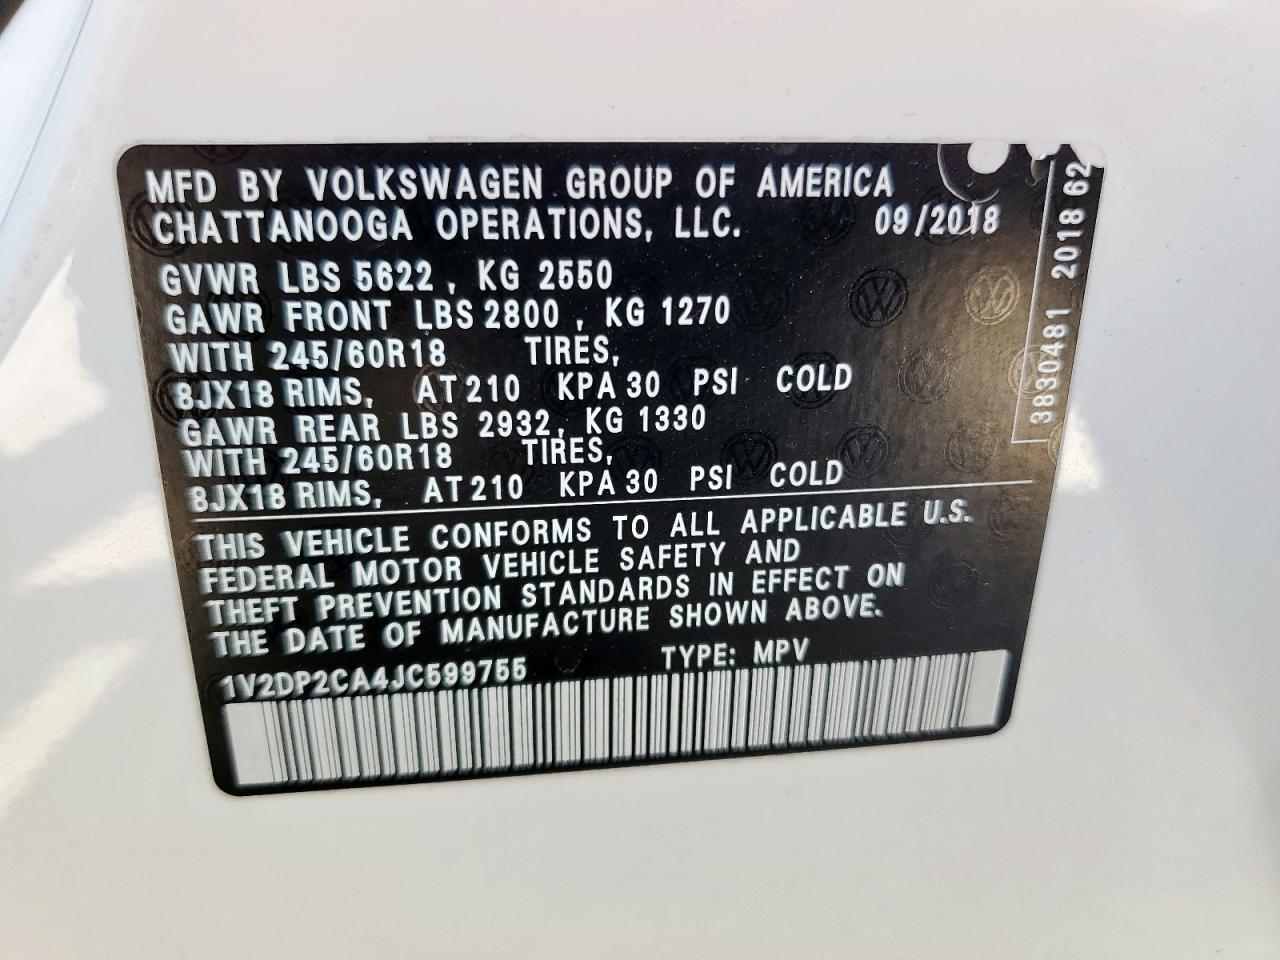 MFD BY VOLKSWAGEN GROUP OF AMERICA
CHATTANOOGA OPERATIONS, LLC. 09/2018
GVWR LBS 5622, KG 2550
GAWR FRONT LBS 2800, KG 1270
WITH 245/60R18 TIRES,
8JX18 RIMS, AT 210 KPA 30 PSI COLD
GAWR REAR LBS 2932, KG 1330
WITH 245/60R18 TIRES,
8JX18 RIMS, AT 210 KPA 30 PSI COLD
THIS VEHICLE CONFORMS TO ALL APPLICABLE U.S.
FEDERAL MOTOR VEHICLE SAFETY AND
THEFT PREVENTION STANDARDS IN EFFECT ON
THE DATE OF MANUFACTURE SHOWN ABOVE.
1V2DP2CA4JC599755 TYPE: MPV
3830481 2018 62